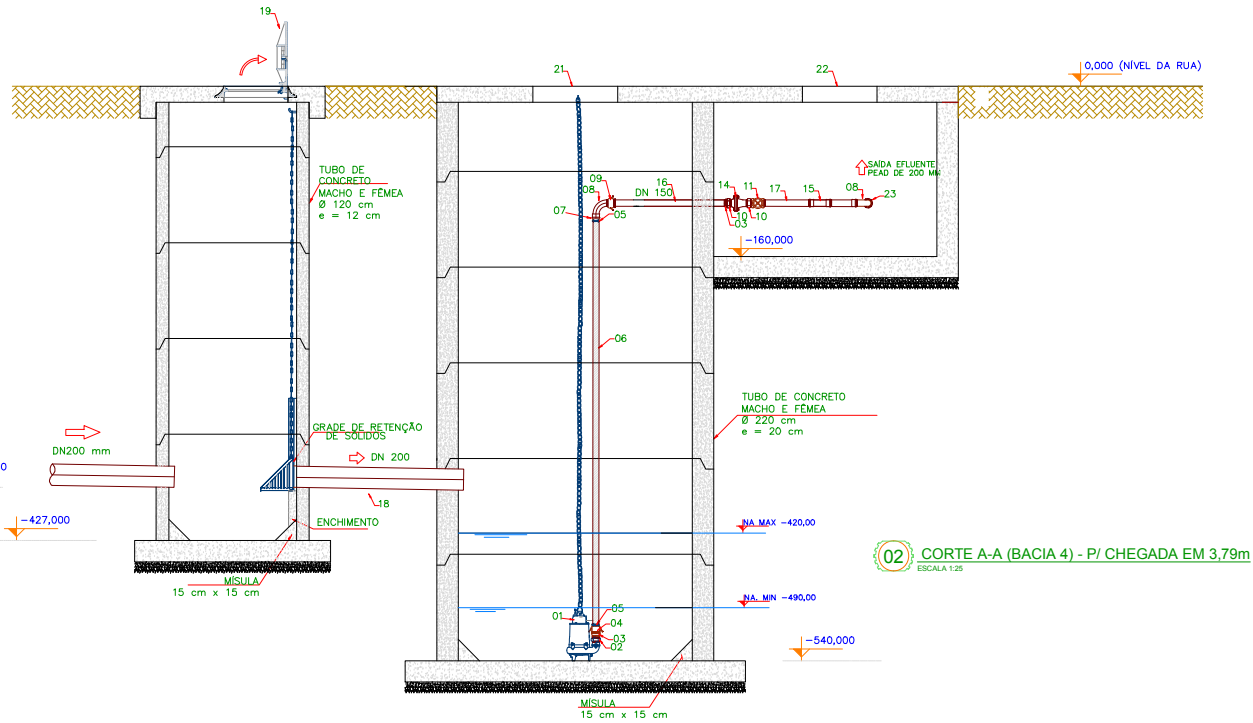 19
21
22
0,000 (NÍVEL DA RUA)
TUBO DE
CONCRETO
MACHO E FÊMEA
Ø 120 cm
e = 12 cm
09
08
07
05
DN 150
16
14
11
10
03
10
17
15
08
23
SAÍDA EFLUENTE
PEAD DE 200 MM
-160,000
06
TUBO DE CONCRETO
MACHO E FÊMEA
Ø 220 cm
e = 20 cm
GRADE DE RETENÇÃO
DE SÓLIDOS
DN200 mm
DN 200
0
18
-427,000
ENCHIMENTO
NA MAX -420,00
MÍSULA
15 cm x 15 cm
02
CORTE A-A (BACIA 4) - P/ CHEGADA EM 3,79m
ESCALA 1:25
NA. MIN -490,00
01
05
04
03
02
-540,000
MÍSULA
15 cm x 15 cm